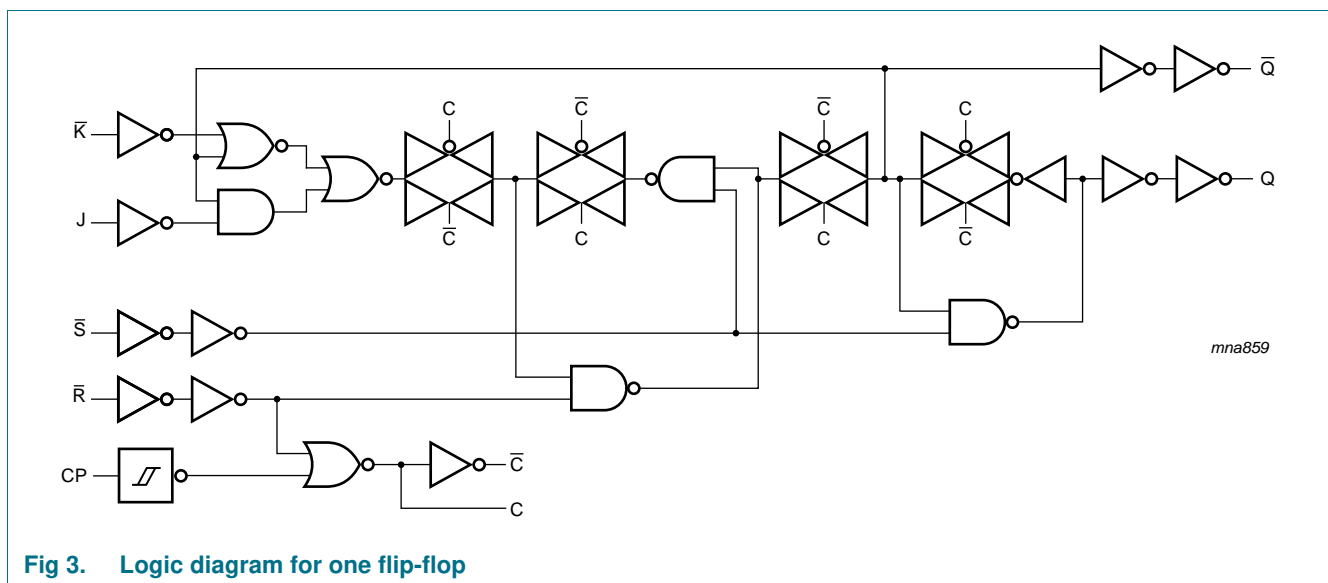 C C̅ C̅ C Q̅
K̅
Q
J
C̅ C C C̅
S̅
mna859
R̅
CP C̅
C
Fig 3. Logic diagram for one flip-flop